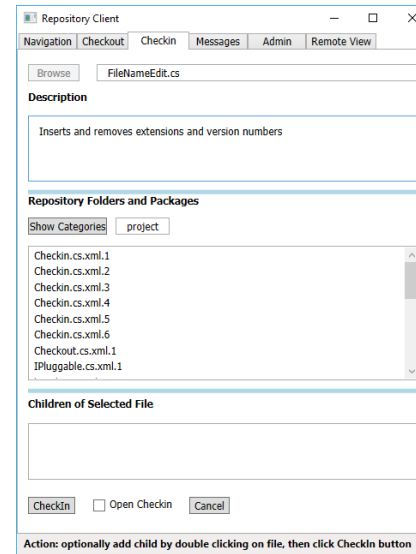 Repository Client
Navigation Checkout Checkin Messages Admin Remote View
Browse FileNameEdit.cs
Description
Inserts and removes extensions and version numbers
Repository Folders and Packages
Show Categories project
Checkin.cs.xml.1
Checkin.cs.xml.2
Checkin.cs.xml.3
Checkin.cs.xml.4
Checkin.cs.xml.5
Checkin.cs.xml.6
Checkout.cs.xml.1
IPluggable.cs.xml.1
Children of Selected File
CheckIn Open Checkin Cancel
Action: optionally add child by double clicking on file, then click CheckIn button